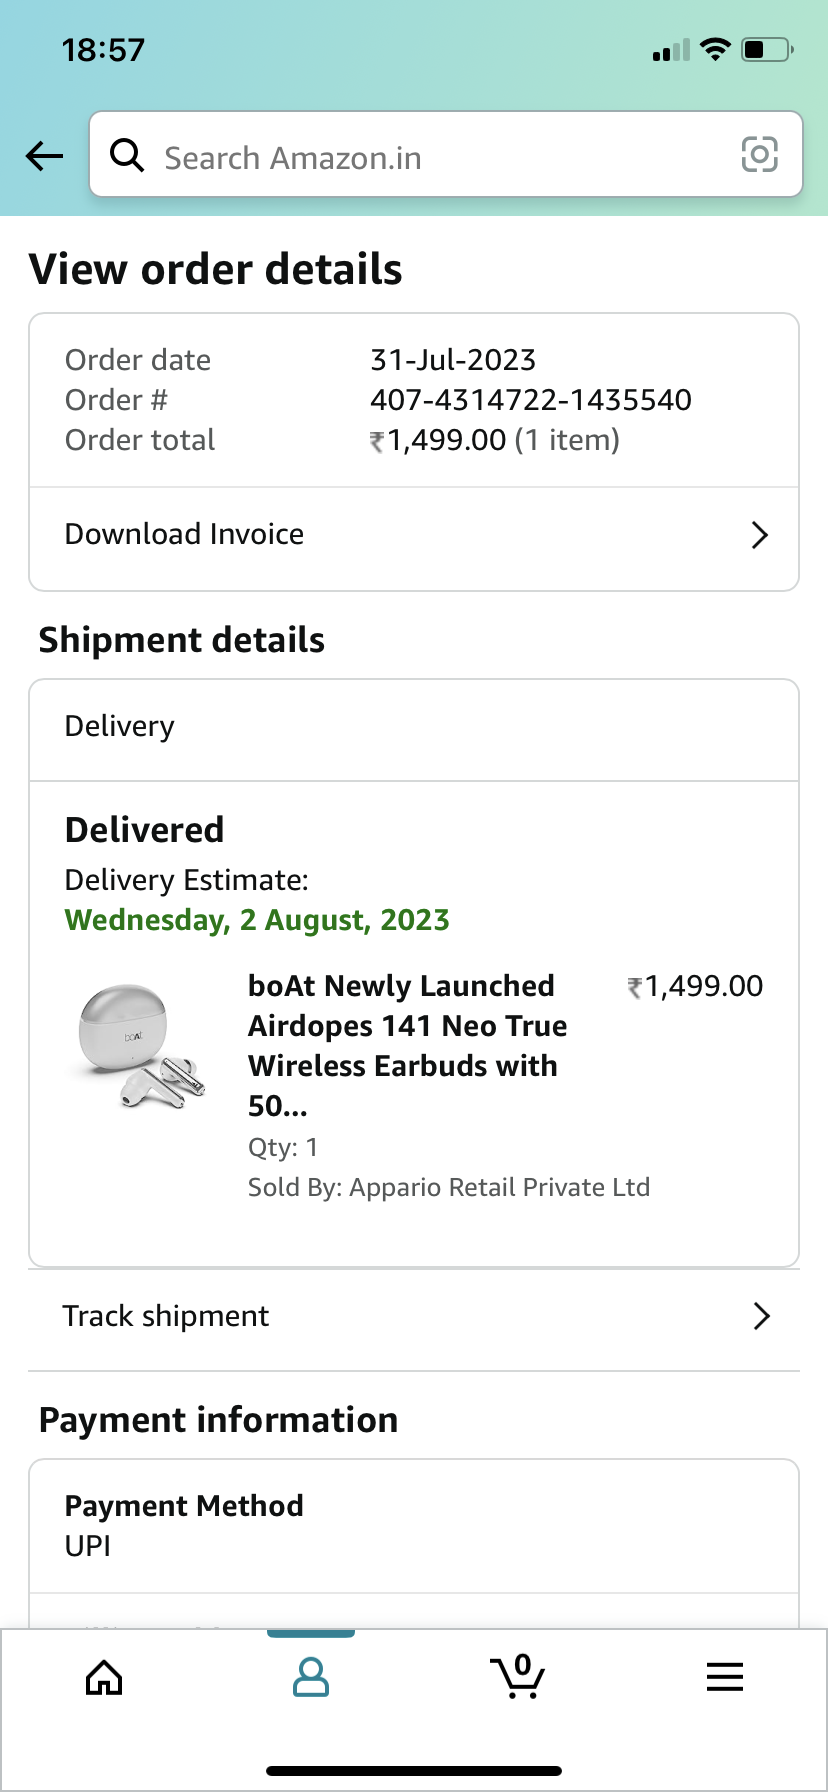 18:57
Search Amazon.in
View order details
Order date 31-Jul-2023
Order # 407-4314722-1435540
Order total ₹1,499.00 (1 item)
Download Invoice
Shipment details
Delivery
Delivered
Delivery Estimate:
Wednesday, 2 August, 2023
boAt
boAt Newly Launched ₹1,499.00
Airdopes 141 Neo True
Wireless Earbuds with
50...
Qty: 1
Sold By: Appario Retail Private Ltd
Track shipment
Payment information
Payment Method
UPI
0